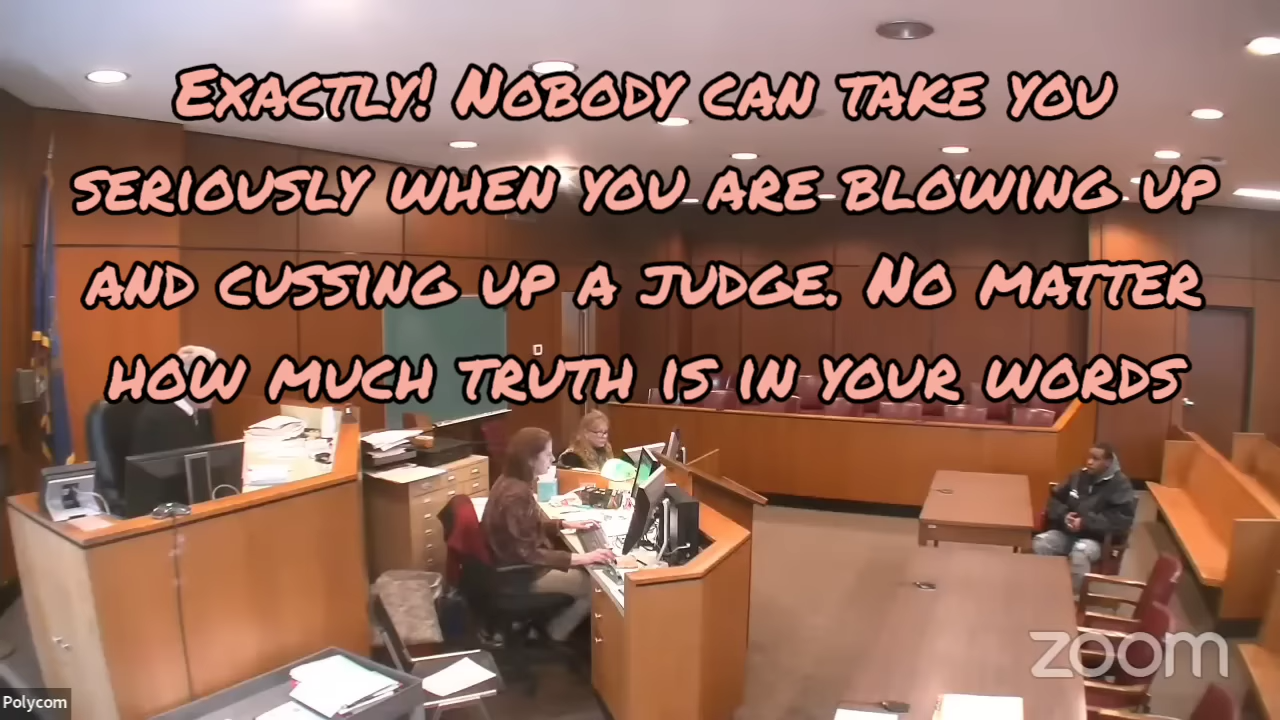 Exactly! Nobody can take you
seriously when you are blowing up
and cussing up a judge. No matter
how much truth is in your words
zoom
Polycom